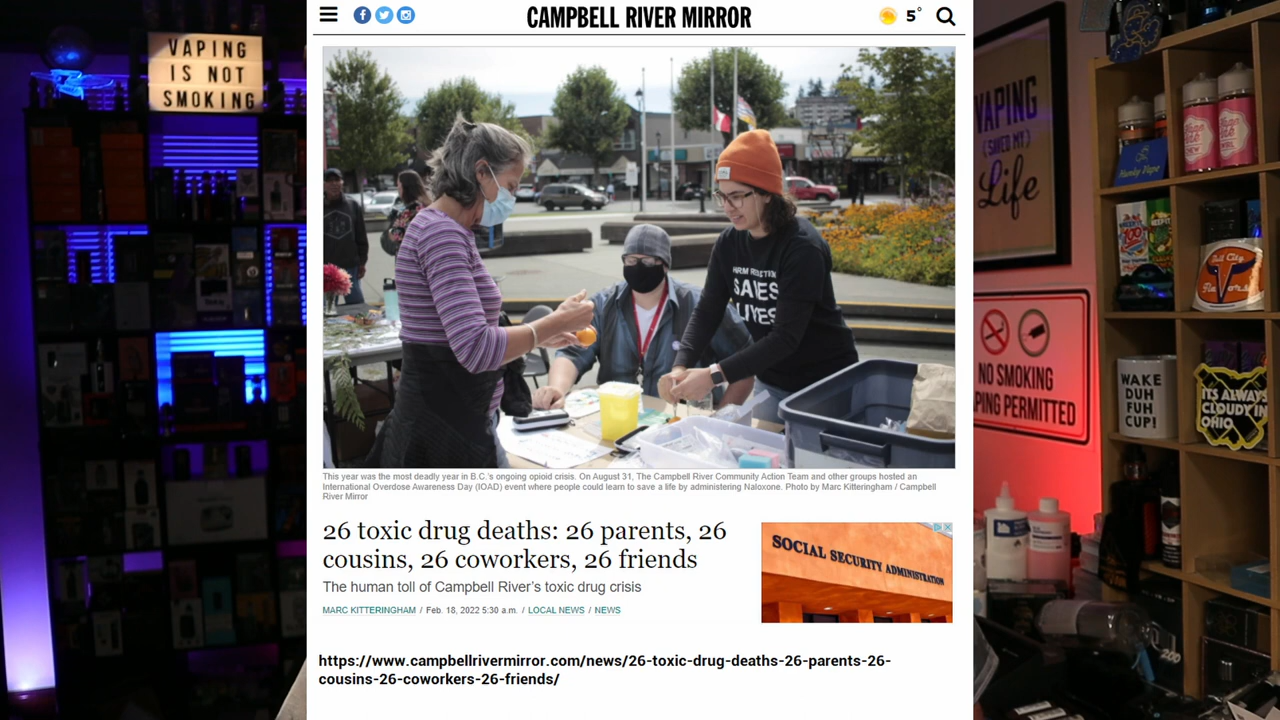 VAPING
IS NOT
SMOKING
CAMPBELL RIVER MIRROR
5°
HARM REDUCTION
SAVES
LIVES
This year was the most deadly year in B.C.'s ongoing opioid crisis. On August 31, The Campbell River Community Action Team and other groups hosted an
International Overdose Awareness Day (IOAD) event where people could learn to save a life by administering Naloxone. Photo by Marc Kitteringham / Campbell
River Mirror
26 toxic drug deaths: 26 parents, 26
cousins, 26 coworkers, 26 friends
The human toll of Campbell River's toxic drug crisis
MARC KITTERINGHAM / Feb. 18, 2022 5:30 a.m. / LOCAL NEWS / NEWS
SOCIAL SECURITY ADMINISTRATION
https://www.campbellrivermirror.com/news/26-toxic-drug-deaths-26-parents-26-
cousins-26-coworkers-26-friends/
VAPING
(SAVED MY)
Life
NO SMOKING
PING PERMITTED
WAKE
DUH
FUH
CUP!
ITS ALWAYS
CLOUDY IN
OHIO